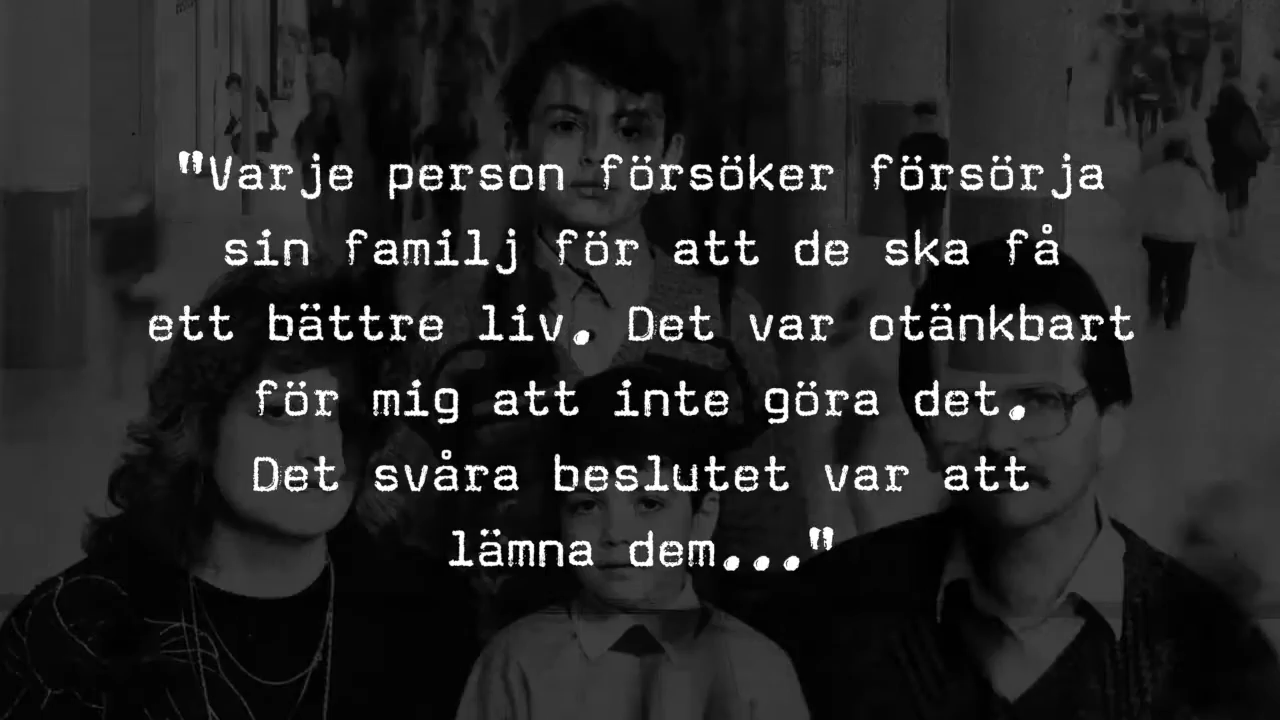 "Varje person försöker försörja
sin familj för att de ska få
ett bättre liv. Det var otänkbart
för mig att inte göra det.
Det svåra beslutet var att
lämna dem..."